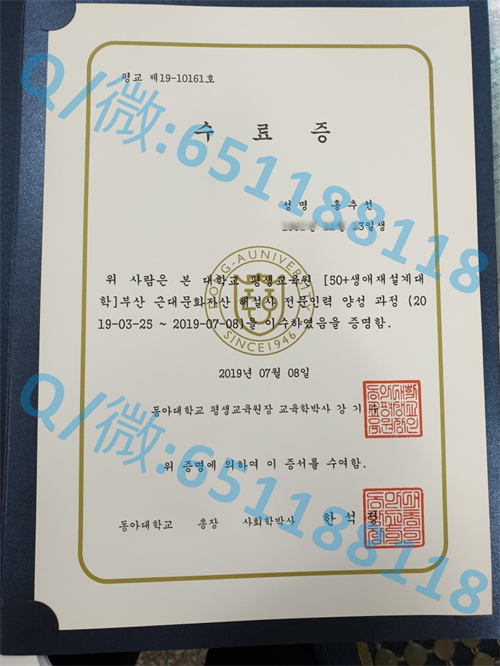 평교 제19-10161호
수 료 증
성 명 홍 추 선
13일생
위 사람은 본 대학교 평생교육원 [50+생애재설계대
학]부산 근대문화자산 해설사 전문인력 양성 과정 (20
19-03-25 ~ 2019-07-08)을 이수하였음을 증명함.
DONG-A UNIVERSITY
SINCE1946
2019년 07월 08일
동아대학교 평생교육원장 교육학박사 강 기 수
위 증명에 의하여 이 증서를 수여함.
동아대학교 총장 사회학박사 한 석 정
Q/微:651188118
Q/微:651188118